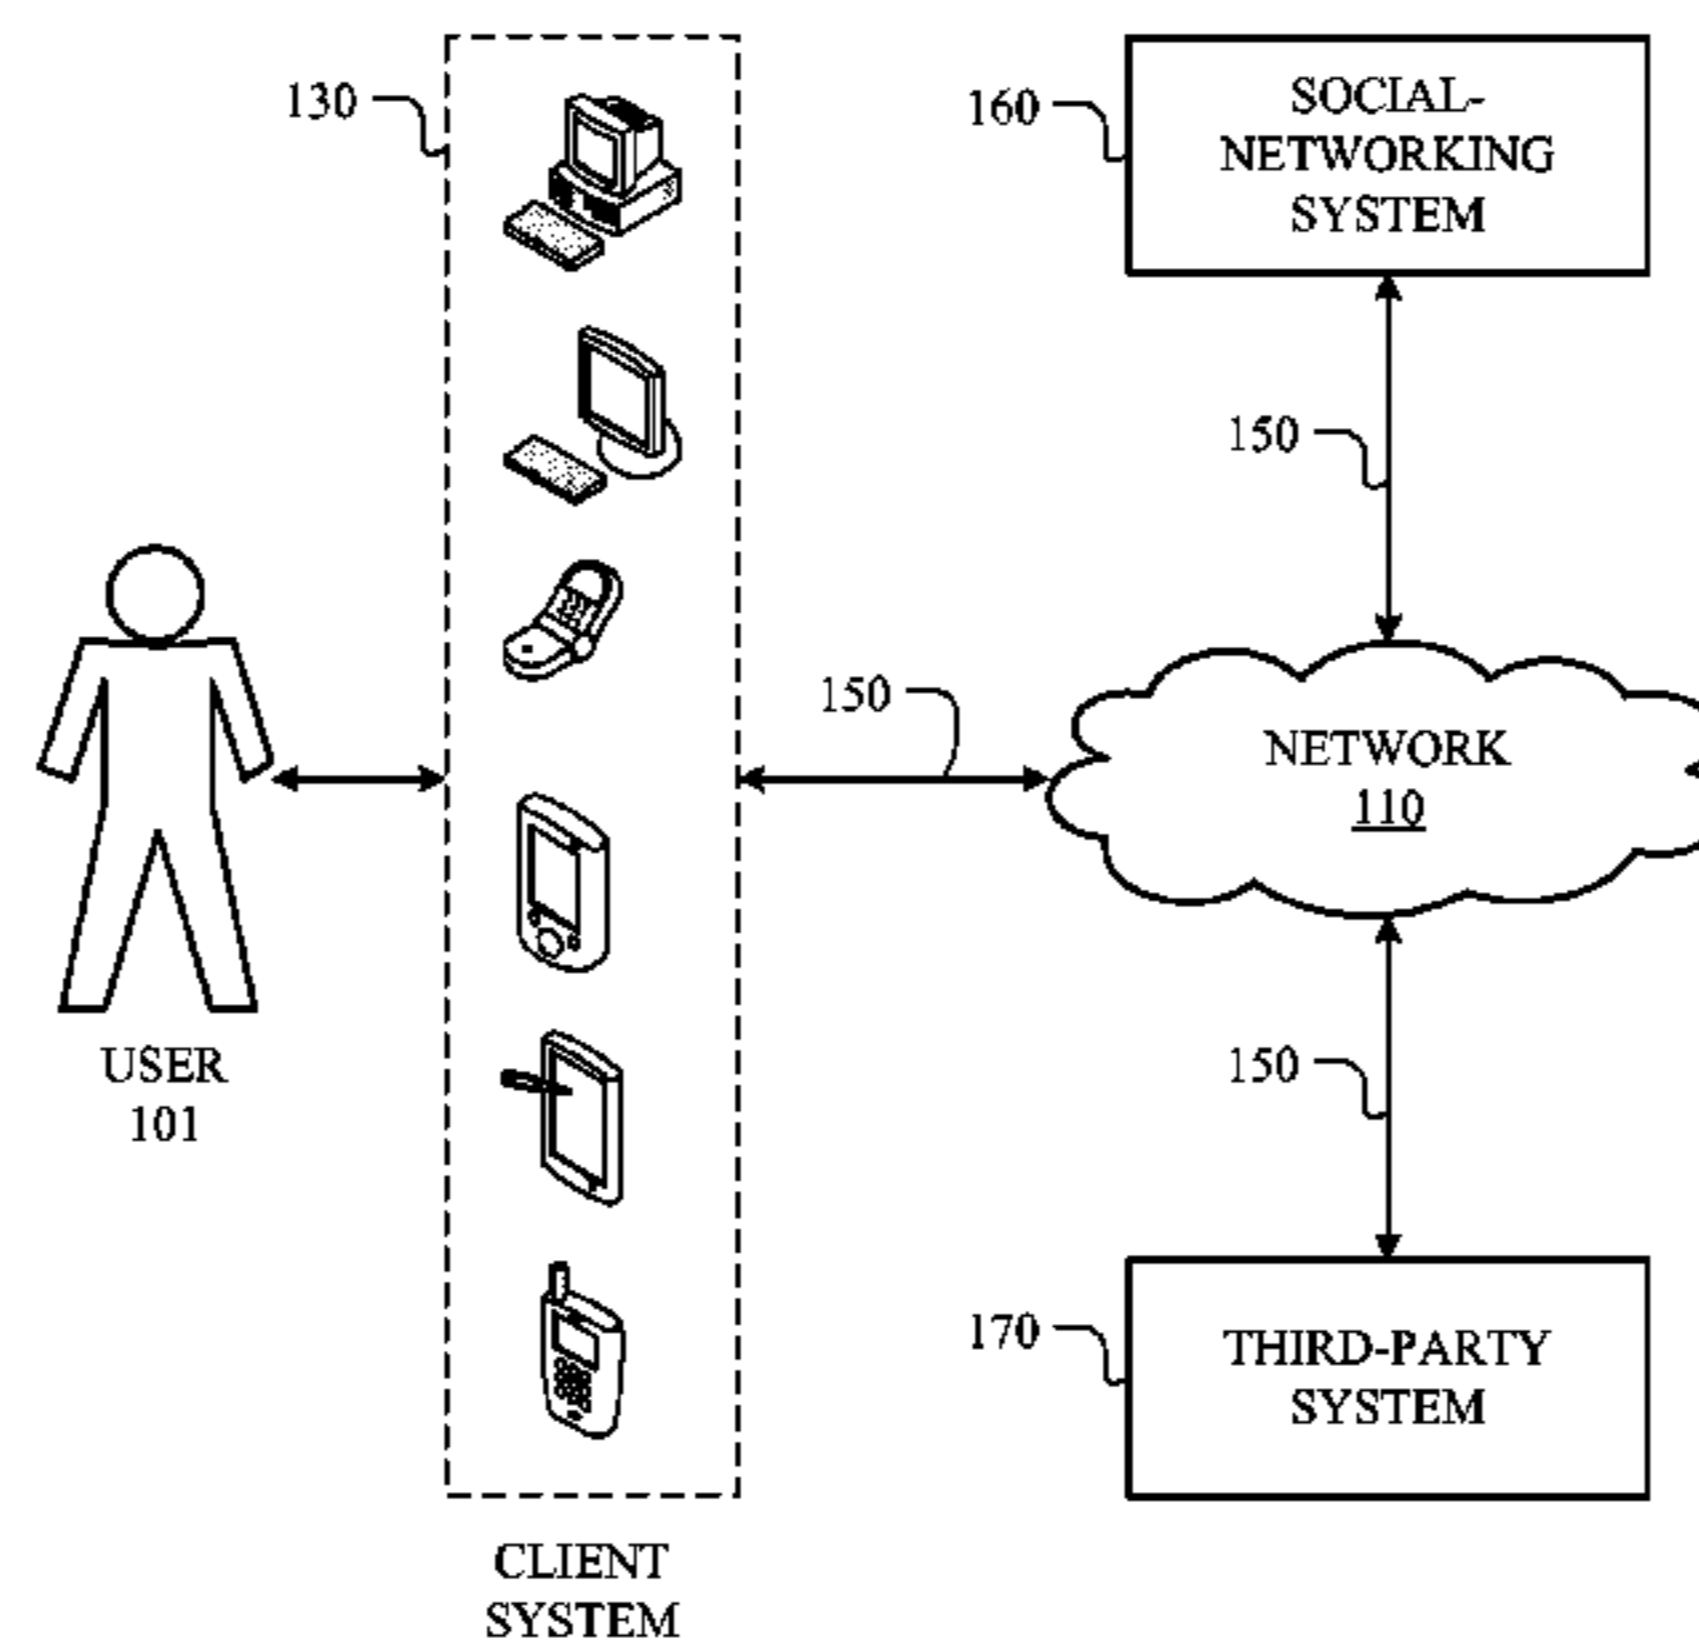 130
160
SOCIAL-
NETWORKING
SYSTEM
150
150
NETWORK
110
USER
101
150
170
THIRD-PARTY
SYSTEM
CLIENT
SYSTEM